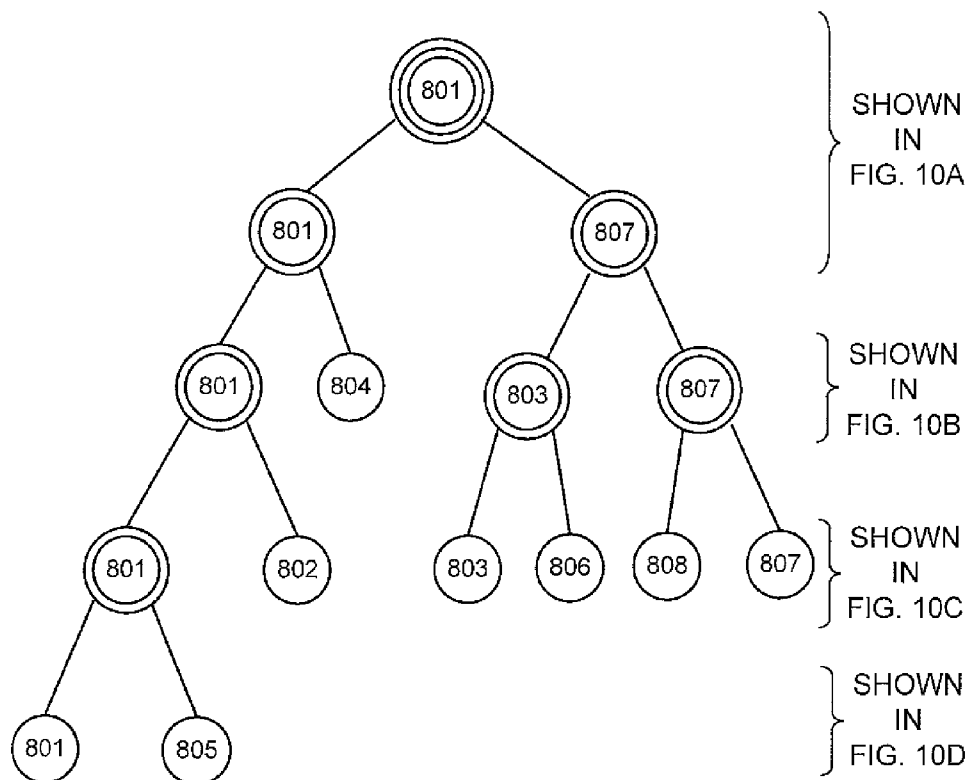 801
SHOWN
IN
FIG. 10A
801
807
801
804
803
807
SHOWN
IN
FIG. 10B
801
802
803
806
808
807
SHOWN
IN
FIG. 10C
801
805
SHOWN
IN
FIG. 10D